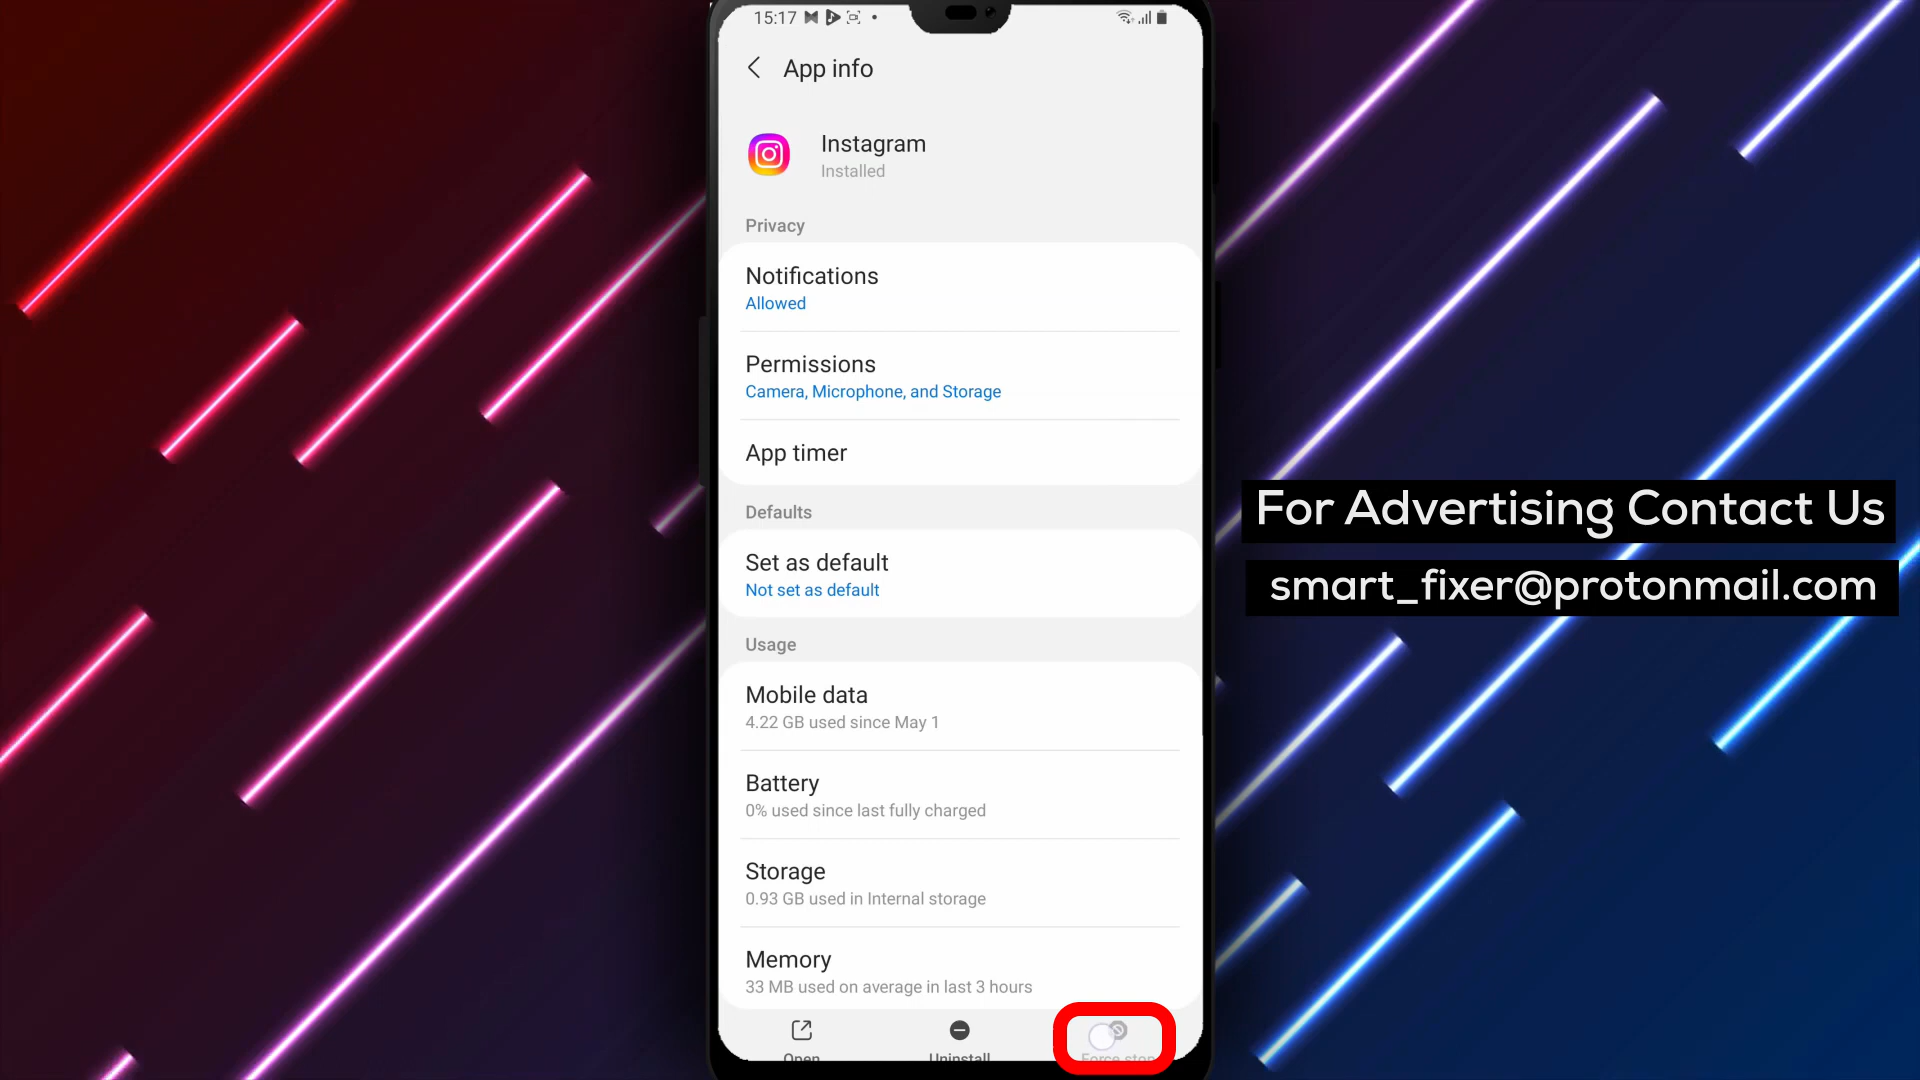 15:17
App info
Instagram
Installed
Privacy
Notifications
Allowed
Permissions
Camera, Microphone, and Storage
App timer
Defaults
Set as default
Not set as default
Usage
Mobile data
4.22 GB used since May 1
Battery
0% used since last fully charged
Storage
0.93 GB used in Internal storage
Memory
33 MB used on average in last 3 hours
Open
Uninstall
Force stop
For Advertising Contact Us
smart_fixer@protonmail.com